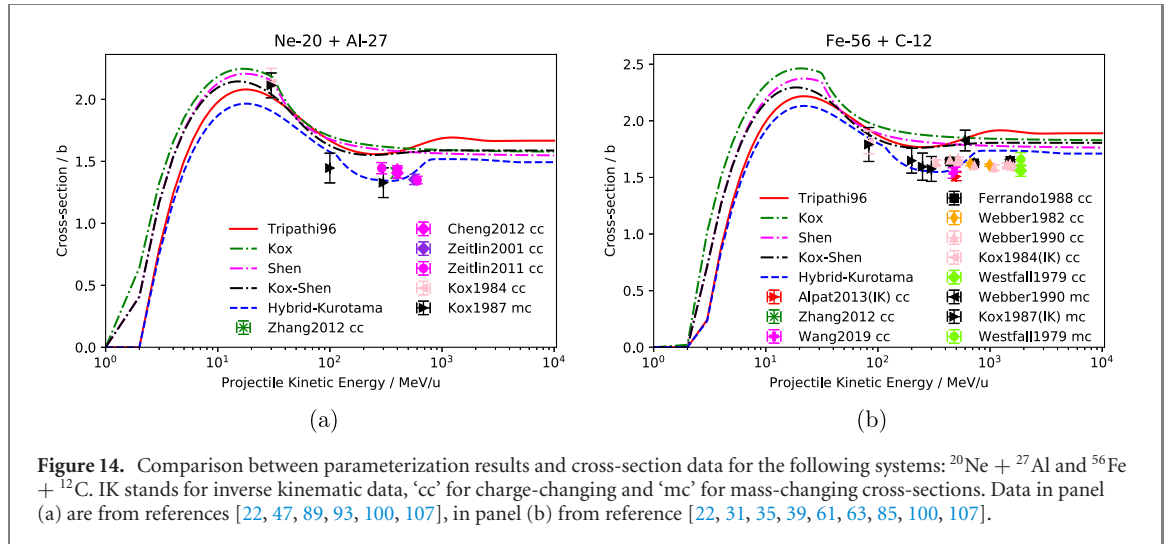 Ne-20 + Al-27
Cross-section / b
2.0
1.5
1.0
0.5
0.0
Tripathi96
Kox
Shen
Kox-Shen
Hybrid-Kurotama
Zhang2012 cc
Cheng2012 cc
Zeitlin2001 cc
Zeitlin2011 cc
Kox1984 cc
Kox1987 mc
10^0
10^1
10^2
10^3
10^4
Projectile Kinetic Energy / MeV/u
(a)
Fe-56 + C-12
Cross-section / b
2.5
2.0
1.5
1.0
0.5
0.0
Tripathi96
Kox
Shen
Kox-Shen
Hybrid-Kurotama
Alpat2013(IK) cc
Zhang2012 cc
Wang2019 cc
Ferrando1988 cc
Webber1982 cc
Webber1990 cc
Kox1984(IK) cc
Westfall1979 cc
Webber1990 mc
Kox1987(IK) mc
Westfall1979 mc
10^0
10^1
10^2
10^3
10^4
Projectile Kinetic Energy / MeV/u
(b)
Figure 14. Comparison between parameterization results and cross-section data for the following systems: ²⁰Ne + ²⁷Al and ⁵⁶Fe
+ ¹²C. IK stands for inverse kinematic data, 'cc' for charge-changing and 'mc' for mass-changing cross-sections. Data in panel
(a) are from references [22, 47, 89, 93, 100, 107], in panel (b) from reference [22, 31, 35, 39, 61, 63, 85, 100, 107].